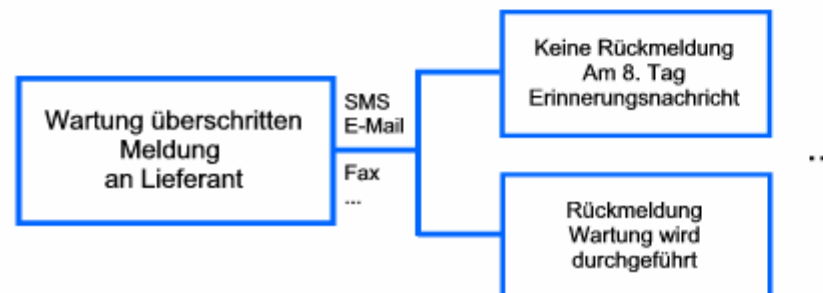 Wartung überschritten
Meldung
an Lieferant
SMS
E-Mail
Fax
...
Keine Rückmeldung
Am 8. Tag
Erinnerungsnachricht
Rückmeldung
Wartung wird
durchgeführt
..